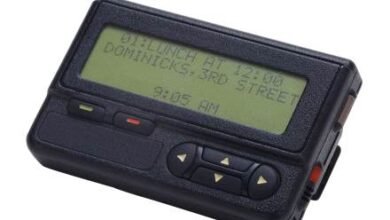 01:LUNCH AT 12:00
DOMINICKS,3RD STREET
9:05 AM